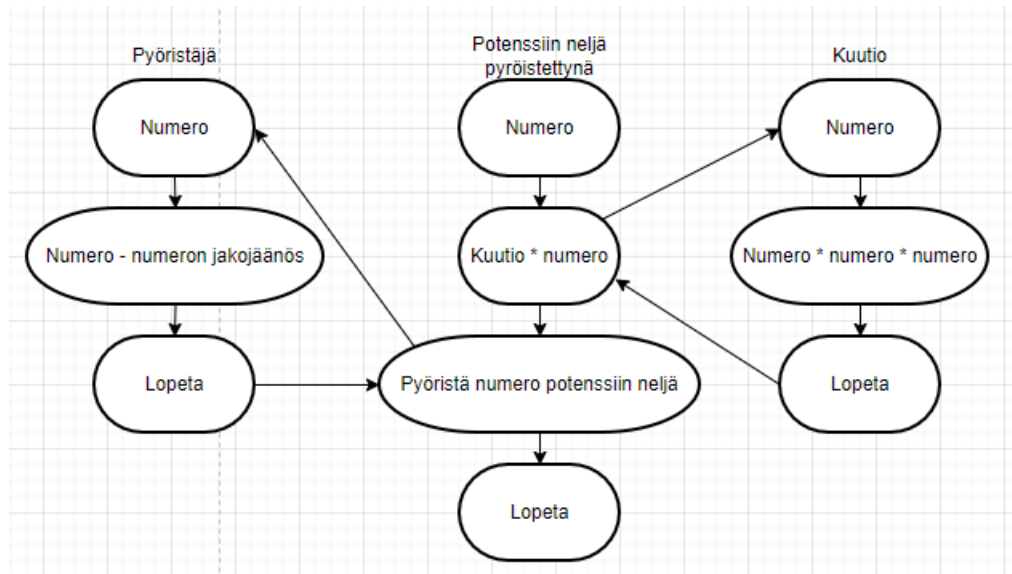 Pyöristäjä
Potenssiin neljä
pyröistettynä
Kuutio
Numero
Numero
Numero
Numero - numeron jakojäänös
Kuutio * numero
Numero * numero * numero
Lopeta
Pyöristä numero potenssiin neljä
Lopeta
Lopeta